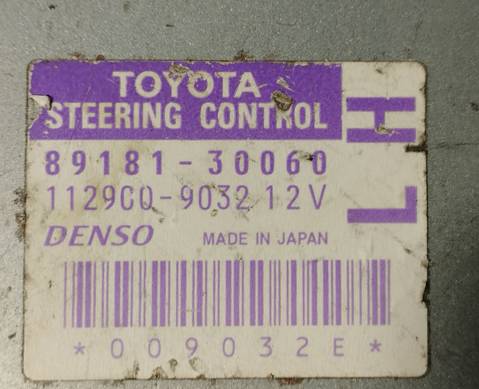 TOYOTA
STEERING CONTROL
89181-30060
112900-9032 12V
DENSO MADE IN JAPAN
*009032E*
LH